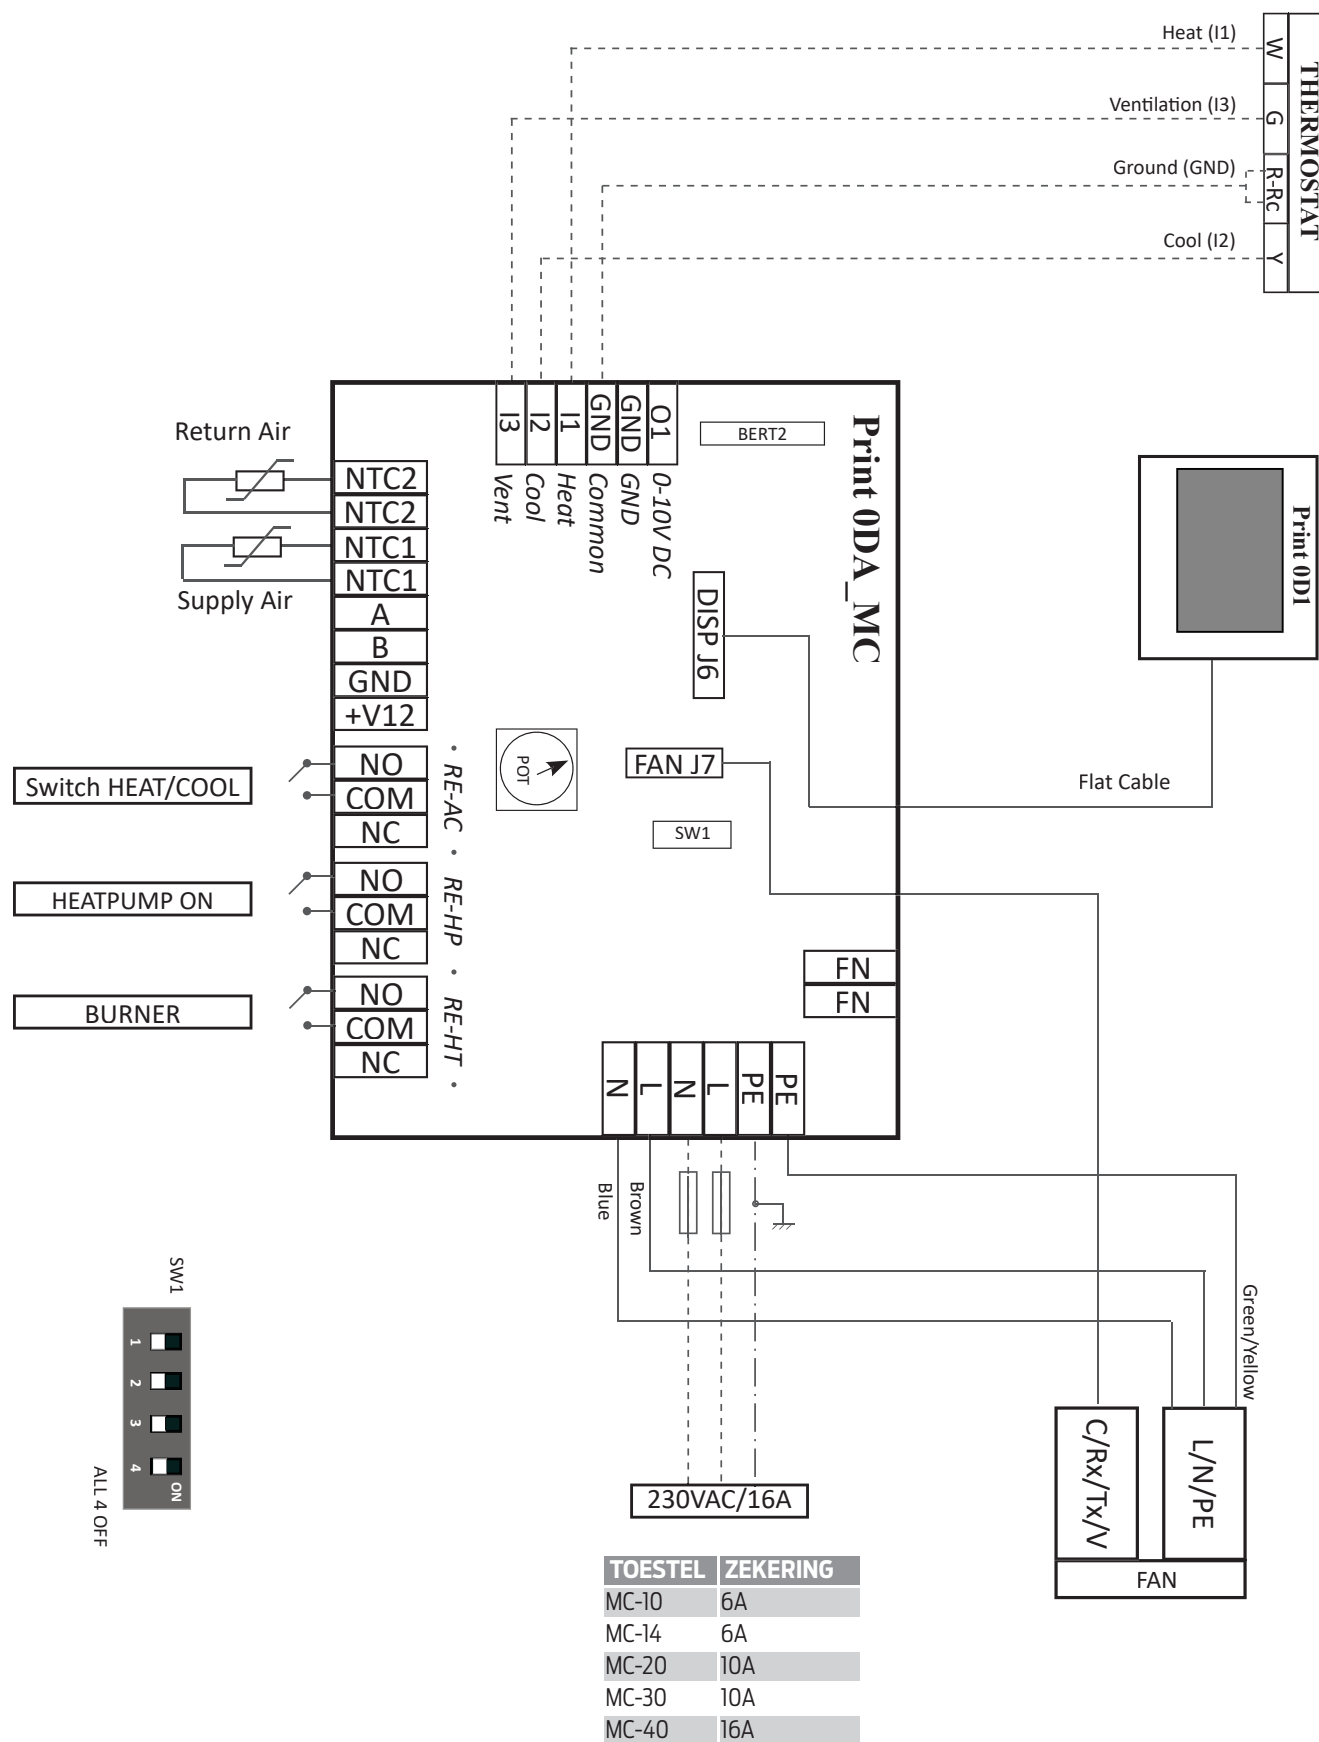 Heat (I1)
Ventilation (I3)
Ground (GND)
Cool (I2)
W
G
R-Rc
Y
THERMOSTAT
I3
I2
I1
GND
GND
O1
Vent
Cool
Heat
Common
GND
0-10V DC
BERT2
Print 0DA_MC
Print 0D1
Return Air
NTC2
NTC2
NTC1
NTC1
Supply Air
A
B
GND
+V12
DISP J6
POT
FAN J7
SW1
Flat Cable
Switch HEAT/COOL
NO
COM
NC
RE-AC
HEATPUMP ON
NO
COM
NC
RE-HP
BURNER
NO
COM
NC
RE-HT
FN
FN
N
L
N
L
PE
PE
Blue
Brown
Green/Yellow
SW1
1
2
3
4
ON
ALL 4 OFF
230VAC/16A
C/Rx/Tx/V
L/N/PE
FAN
TOESTEL ZEKERING
MC-10 6A
MC-14 6A
MC-20 10A
MC-30 10A
MC-40 16A